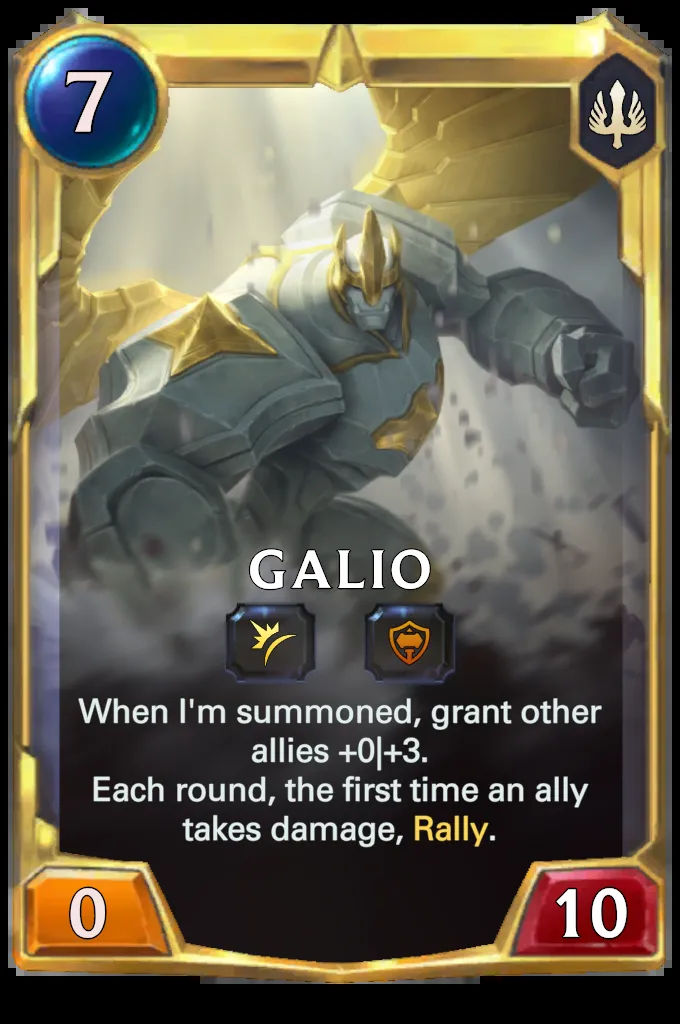 7
GALIO
When I'm summoned, grant other
allies +0|+3.
Each round, the first time an ally
takes damage, Rally.
0
10